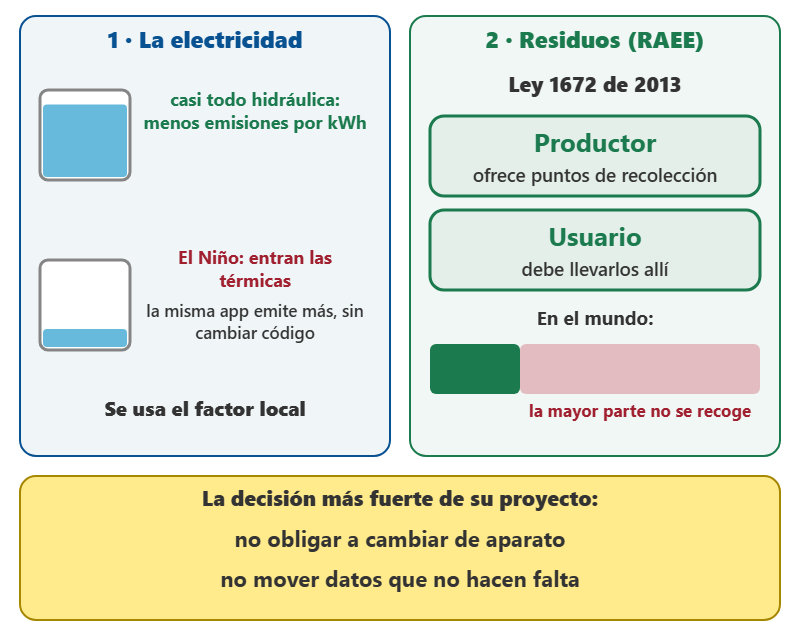 1 · La electricidad
casi todo hidráulica:
menos emisiones por kWh
El Niño: entran las
térmicas
la misma app emite más, sin
cambiar código
Se usa el factor local
2 · Residuos (RAEE)
Ley 1672 de 2013
Productor
ofrece puntos de recolección
Usuario
debe llevarlos allí
En el mundo:
la mayor parte no se recoge
La decisión más fuerte de su proyecto:
no obligar a cambiar de aparato
no mover datos que no hacen falta